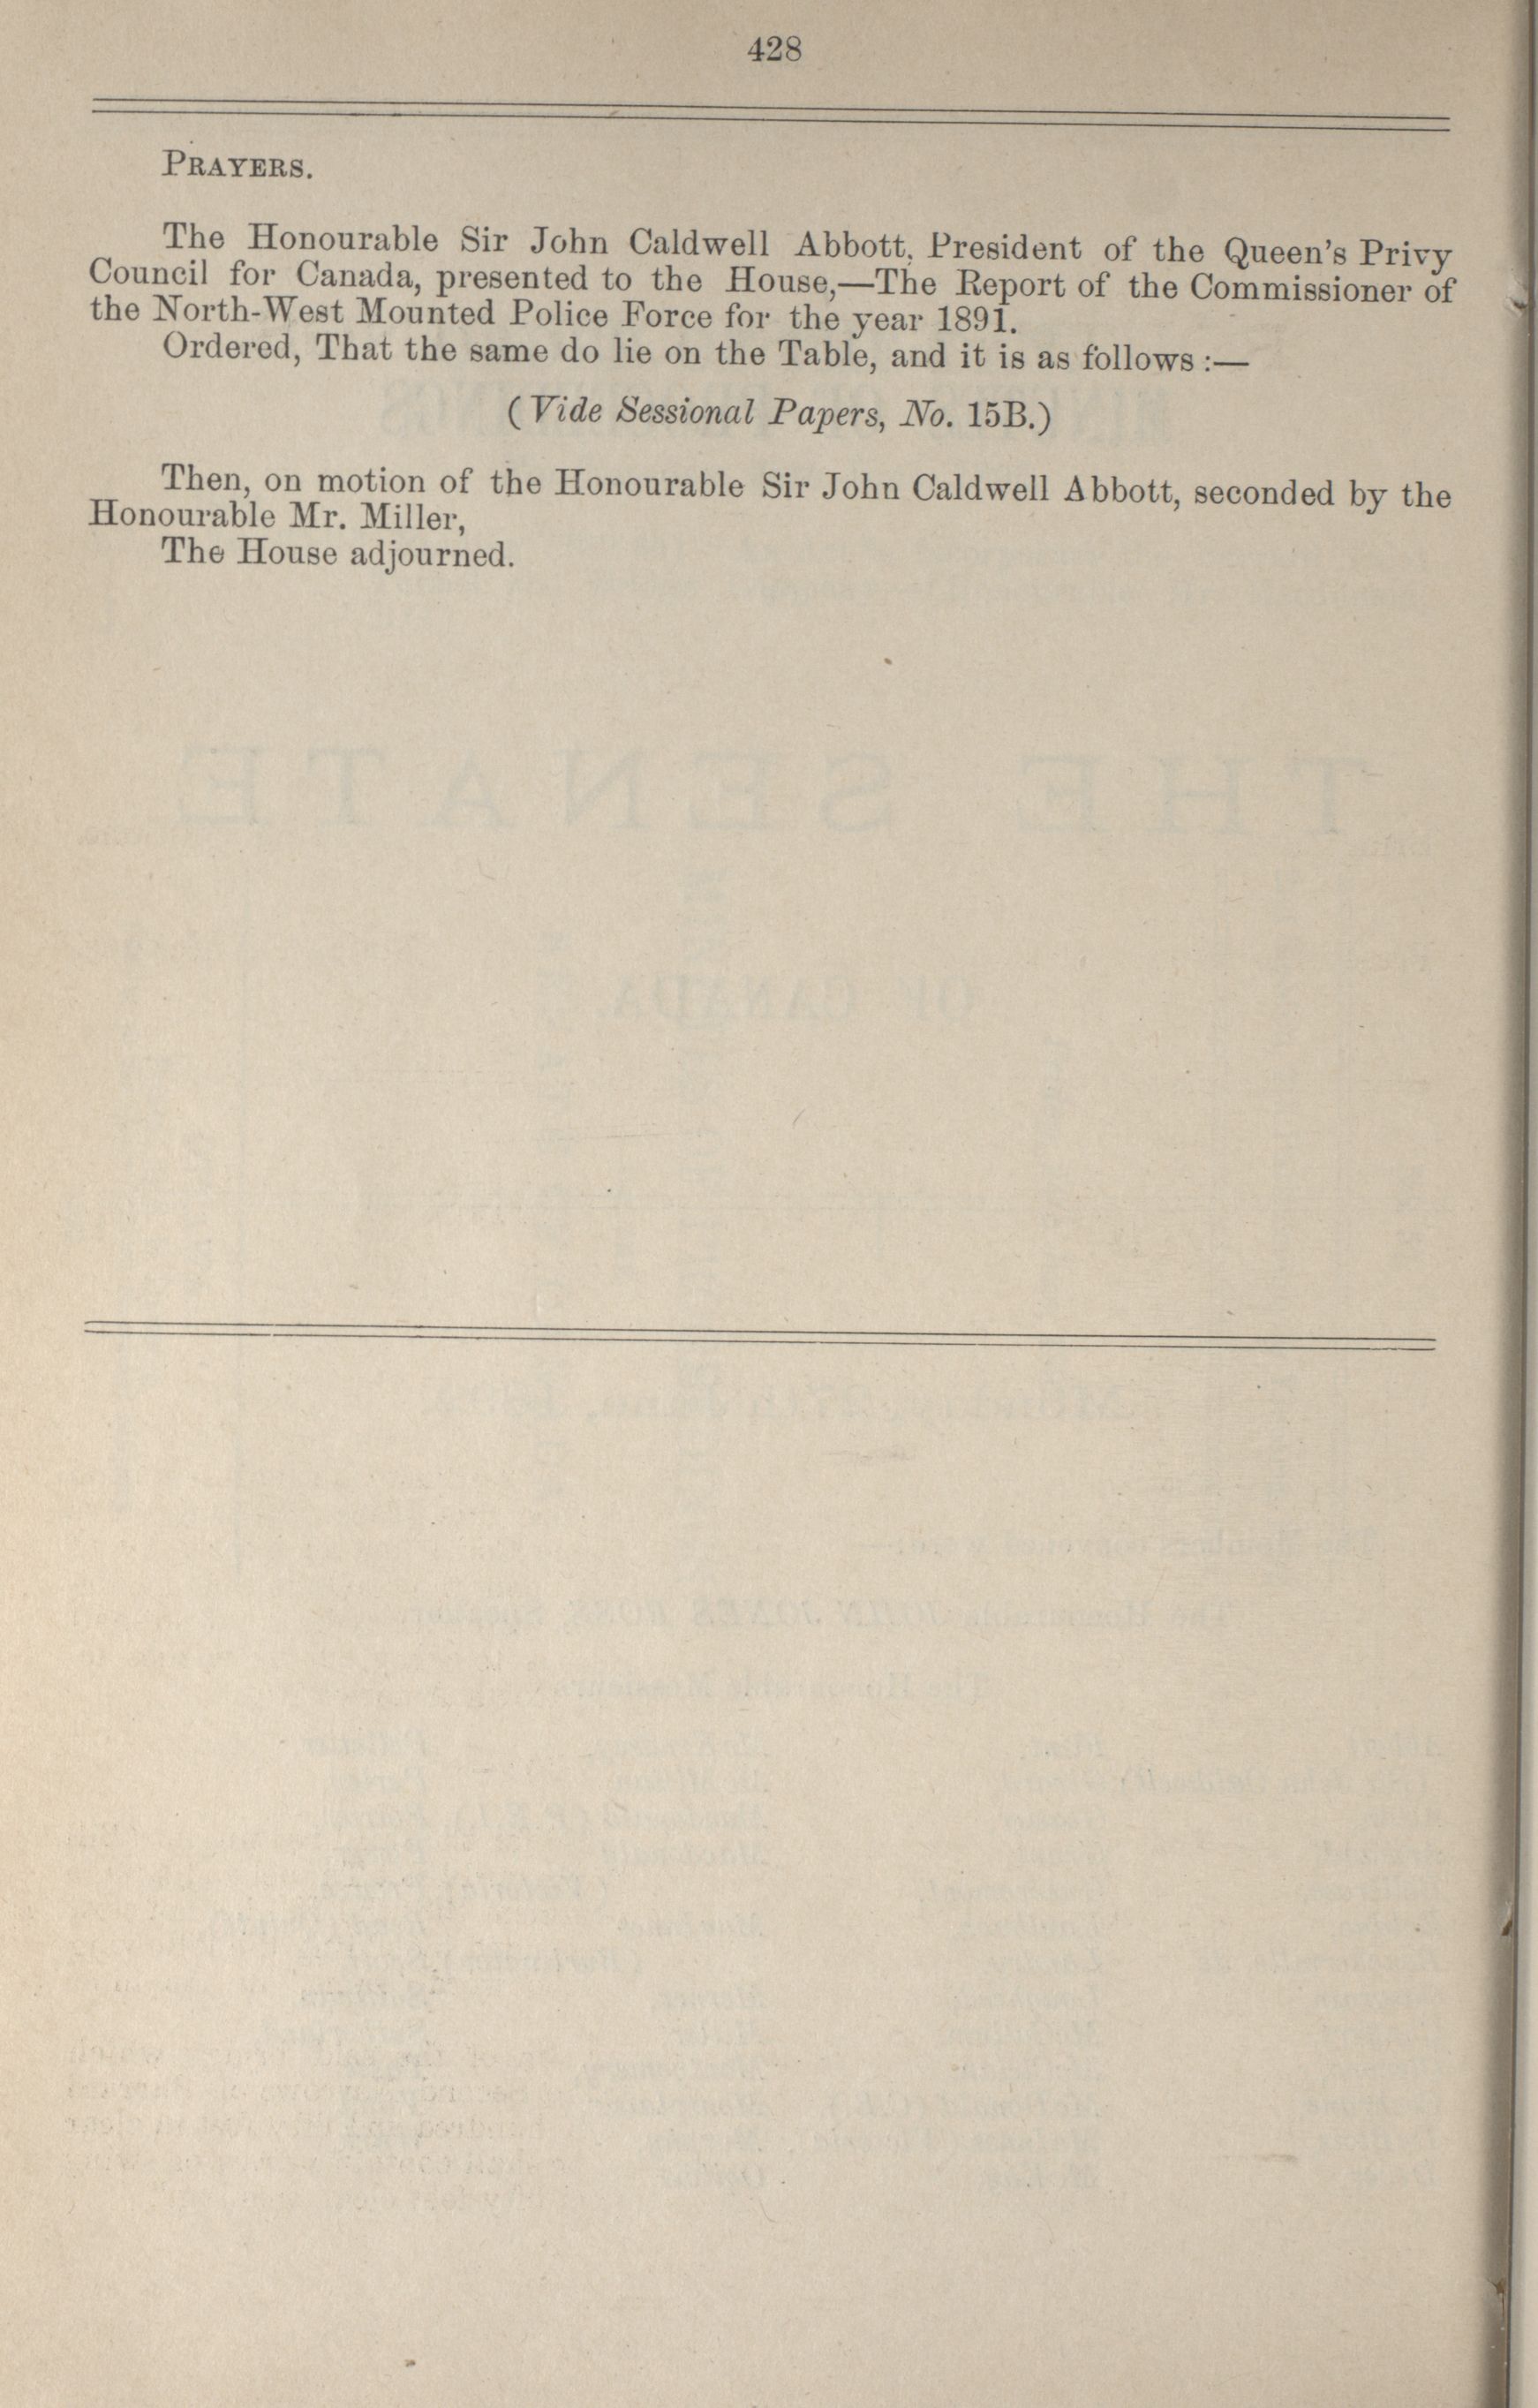 428
PRAYERS.
The Honourable Sir John Caldwell Abbott, President of the Queen's Privy
Council for Canada, presented to the House,—The Report of the Commissioner of
the North-West Mounted Police Force for the year 1891.
Ordered, That the same do lie on the Table, and it is as follows :—
(Vide Sessional Papers, No. 15B.)
Then, on motion of the Honourable Sir John Caldwell Abbott, seconded by the
Honourable Mr. Miller,
The House adjourned.